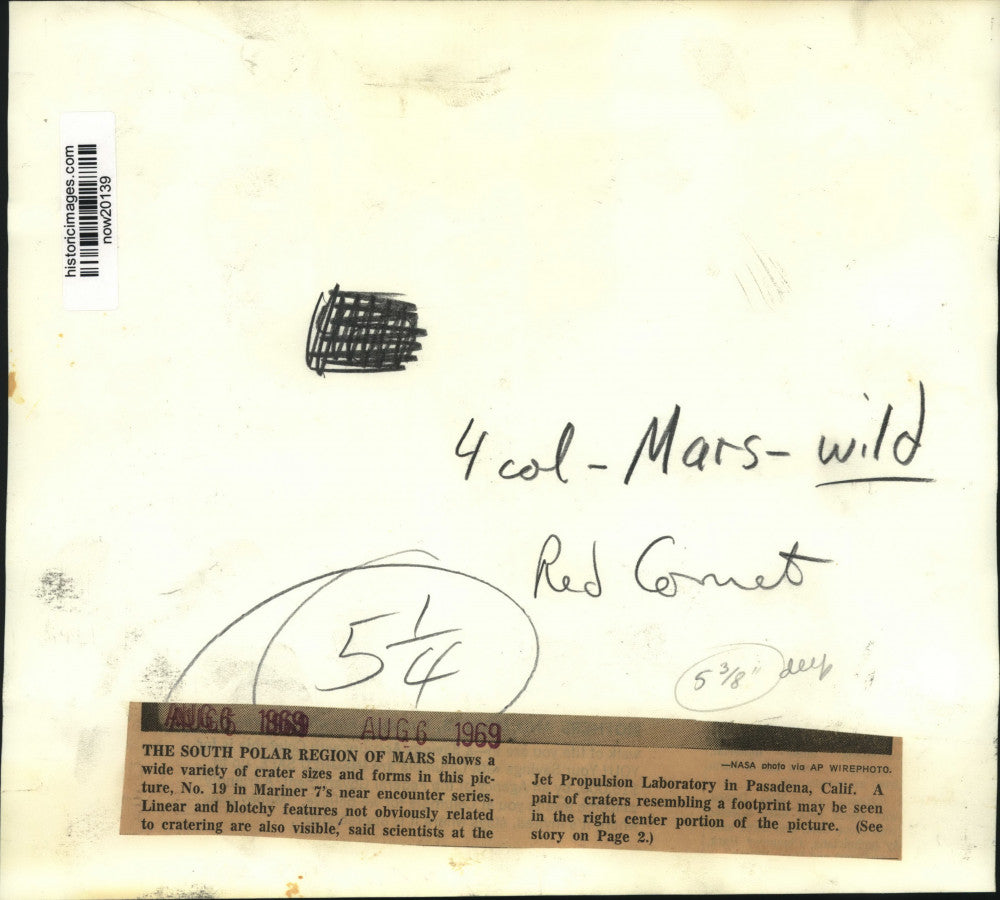 historicimages.com
now20139
4 col - Mars - wild
Red Comet
5 1/4
5 3/8" deep
AUG 6 1969 AUG 6 1969
THE SOUTH POLAR REGION OF MARS shows a
wide variety of crater sizes and forms in this pic-
ture, No. 19 in Mariner 7's near encounter series.
Linear and blotchy features not obviously related
to cratering are also visible, said scientists at the
—NASA photo via AP WIREPHOTO.
Jet Propulsion Laboratory in Pasadena, Calif. A
pair of craters resembling a footprint may be seen
in the right center portion of the picture. (See
story on Page 2.)